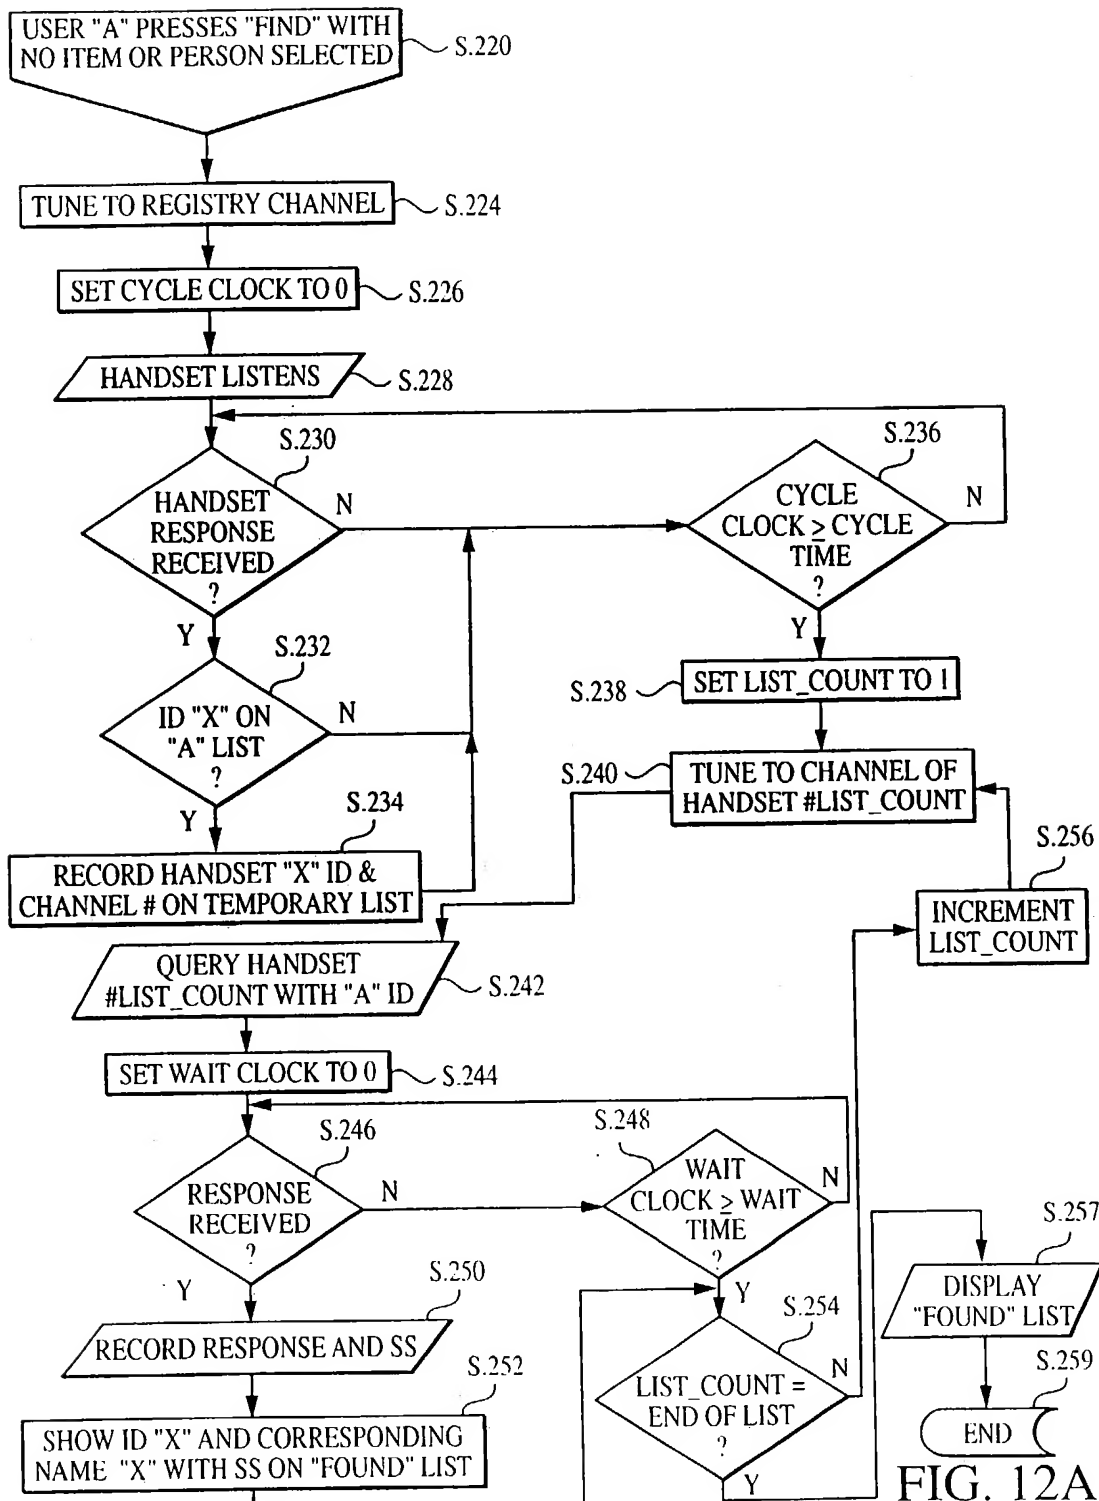 USER "A" PRESSES "FIND" WITH
NO ITEM OR PERSON SELECTED
S.220
TUNE TO REGISTRY CHANNEL
S.224
SET CYCLE CLOCK TO 0
S.226
HANDSET LISTENS
S.228
S.230
HANDSET
RESPONSE
RECEIVED
?
N
Y
S.236
CYCLE
CLOCK ≥ CYCLE
TIME
?
N
Y
S.232
ID "X" ON
"A" LIST
?
N
Y
S.238
SET LIST_COUNT TO 1
S.234
RECORD HANDSET "X" ID &
CHANNEL # ON TEMPORARY LIST
S.240
TUNE TO CHANNEL OF
HANDSET #LIST_COUNT
S.256
INCREMENT
LIST_COUNT
QUERY HANDSET
#LIST_COUNT WITH "A" ID
S.242
SET WAIT CLOCK TO 0
S.244
S.246
RESPONSE
RECEIVED
?
N
Y
S.248
WAIT
CLOCK ≥ WAIT
TIME
?
N
Y
S.250
RECORD RESPONSE AND SS
S.252
SHOW ID "X" AND CORRESPONDING
NAME "X" WITH SS ON "FOUND" LIST
S.254
LIST_COUNT =
END OF LIST
?
N
Y
S.257
DISPLAY
"FOUND" LIST
S.259
END
FIG. 12A